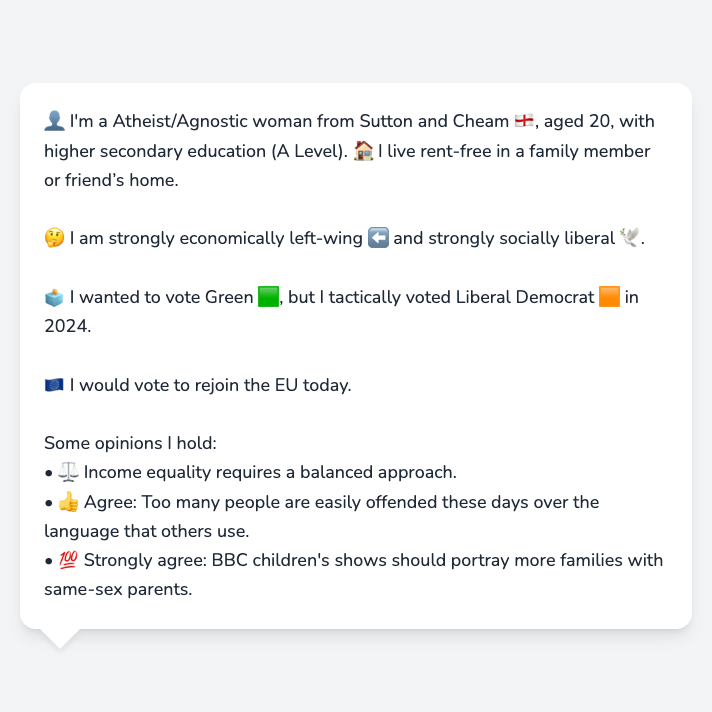 👤 I'm a Atheist/Agnostic woman from Sutton and Cheam 🏴󠁧󠁢󠁥󠁮󠁧󠁿, aged 20, with
higher secondary education (A Level). 🏠 I live rent-free in a family member
or friend’s home.
🤔 I am strongly economically left-wing ⬅️ and strongly socially liberal 🕊️.
🗳️ I wanted to vote Green 🟩, but I tactically voted Liberal Democrat 🟧 in
2024.
🇪🇺 I would vote to rejoin the EU today.
Some opinions I hold:
• ⚖️ Income equality requires a balanced approach.
• 👍 Agree: Too many people are easily offended these days over the
language that others use.
• 💯 Strongly agree: BBC children's shows should portray more families with
same-sex parents.